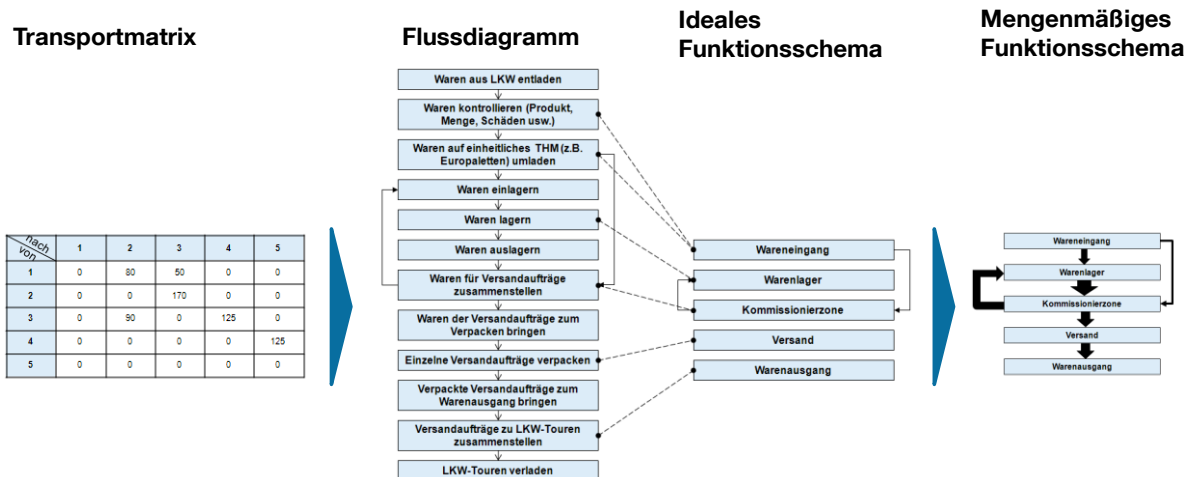 Transportmatrix
Flussdiagramm
Ideales
Funktionsschema
Mengenmäßiges
Funktionsschema
nach
von
1 2 3 4 5
1 0 80 50 0 0
2 0 0 170 0 0
3 0 90 0 125 0
4 0 0 0 0 125
5 0 0 0 0 0
Waren aus LKW entladen
Waren kontrollieren (Produkt,
Menge, Schäden usw.)
Waren auf einheitliches THM (z.B.
Europaletten) umladen
Waren einlagern
Waren lagern
Waren auslagern
Waren für Versandaufträge
zusammenstellen
Waren der Versandaufträge zum
Verpacken bringen
Einzelne Versandaufträge verpacken
Verpackte Versandaufträge zum
Warenausgang bringen
Versandaufträge zu LKW-Touren
zusammenstellen
LKW-Touren verladen
Wareneingang
Warenlager
Kommissionierzone
Versand
Warenausgang
Wareneingang
Warenlager
Kommissionierzone
Versand
Warenausgang